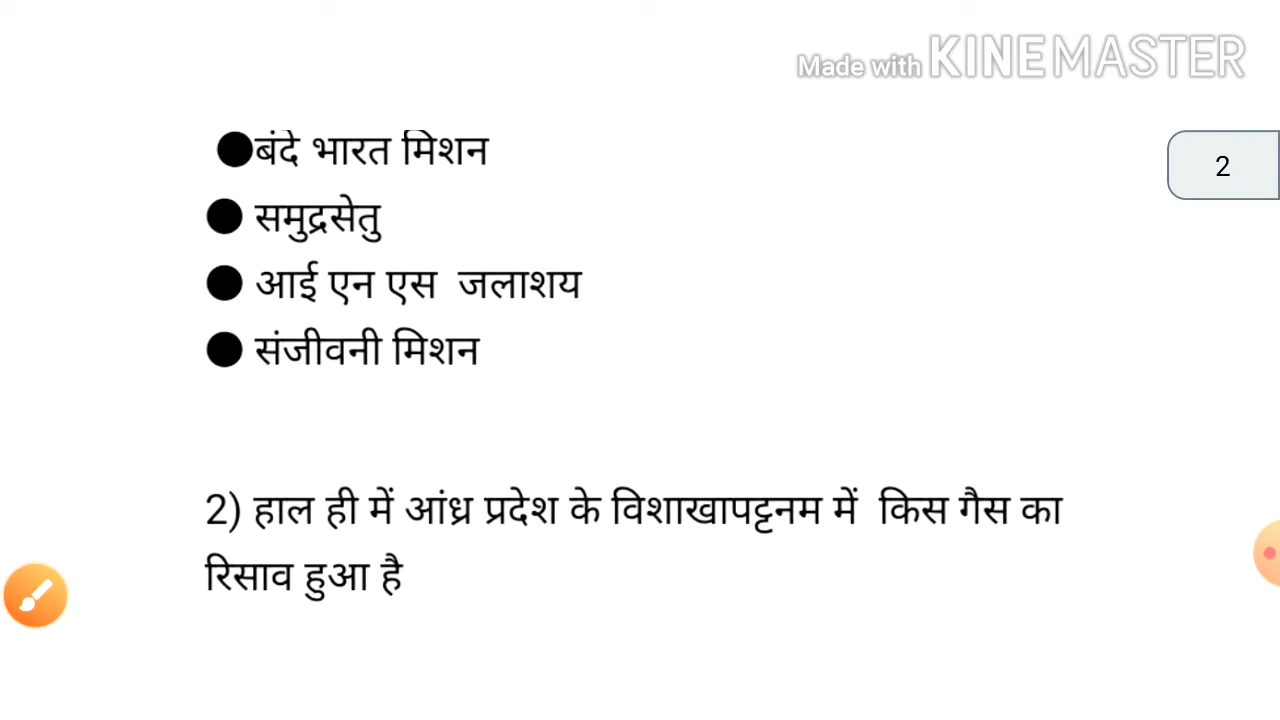 Made with KINEMASTER
●बंदे भारत मिशन
2
● समुद्रसेतु
● आई एन एस जलाशय
● संजीवनी मिशन
2) हाल ही में आंध्र प्रदेश के विशाखापट्टनम में किस गैस का
रिसाव हुआ है